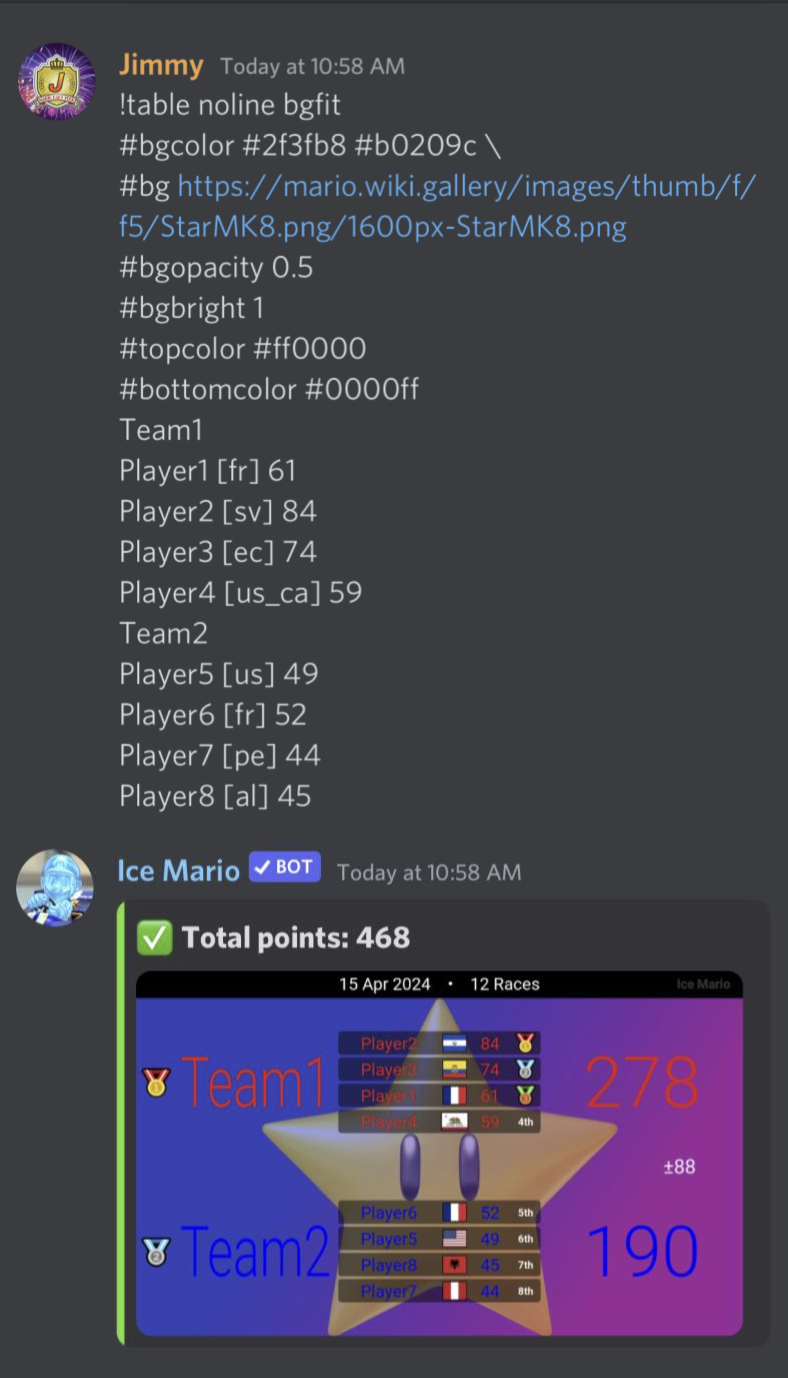 Jimmy Today at 10:58 AM
!table noline bgfit
#bgcolor #2f3fb8 #b0209c \
#bg https://mario.wiki.gallery/images/thumb/f/
f5/StarMK8.png/1600px-StarMK8.png
#bgopacity 0.5
#bgbright 1
#topcolor #ff0000
#bottomcolor #0000ff
Team1
Player1 [fr] 61
Player2 [sv] 84
Player3 [ec] 74
Player4 [us_ca] 59
Team2
Player5 [us] 49
Player6 [fr] 52
Player7 [pe] 44
Player8 [al] 45
Ice Mario BOT Today at 10:58 AM
Total points: 468
15 Apr 2024 • 12 Races Ice Mario
Team1
Player2 84
Player3 74
Player1 61
Player4 59 4th
278
±88
Team2
Player6 52 5th
Player5 49 6th
Player8 45 7th
Player7 44 8th
190